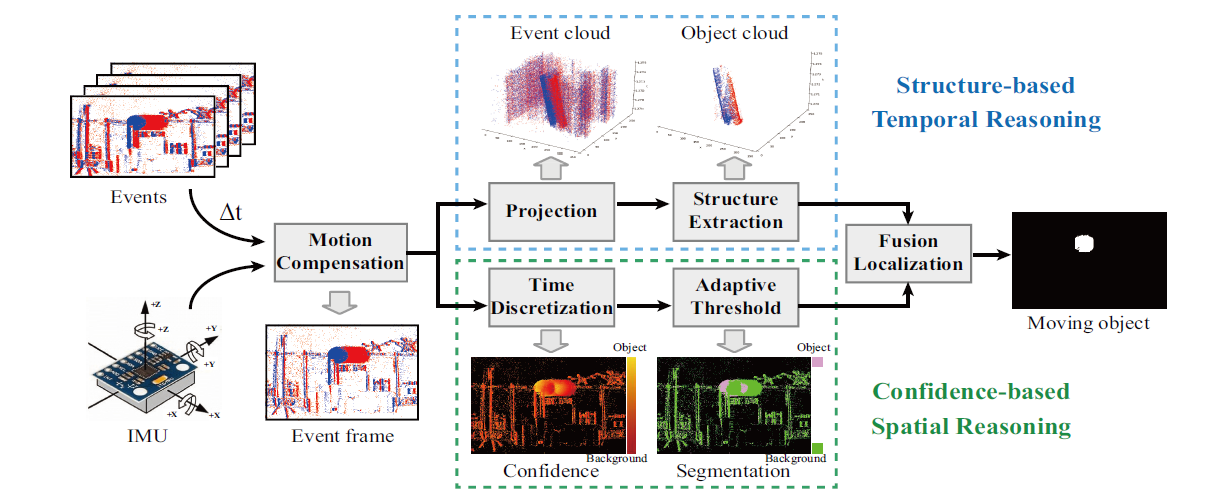 Event cloud
Object cloud
Structure-based
Temporal Reasoning
Events
Δt
Projection
Structure
Extraction
Motion
Compensation
Fusion
Localization
Time
Discretization
Adaptive
Threshold
Moving object
+Z
+Z
+Y
+Y
+X
+X
IMU
Event frame
Object
Background
Confidence
Object
Background
Segmentation
Confidence-based
Spatial Reasoning